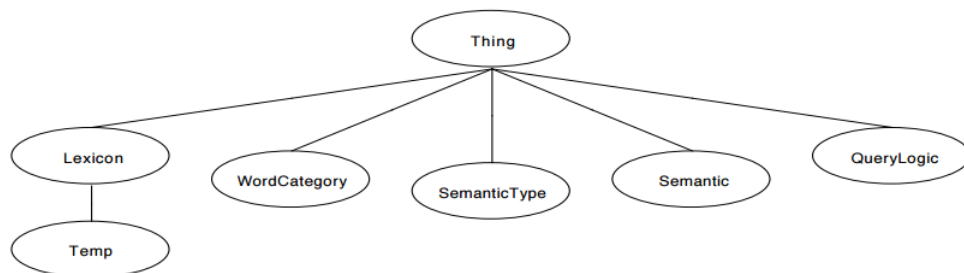 Thing
Lexicon
WordCategory
SemanticType
Semantic
QueryLogic
Temp